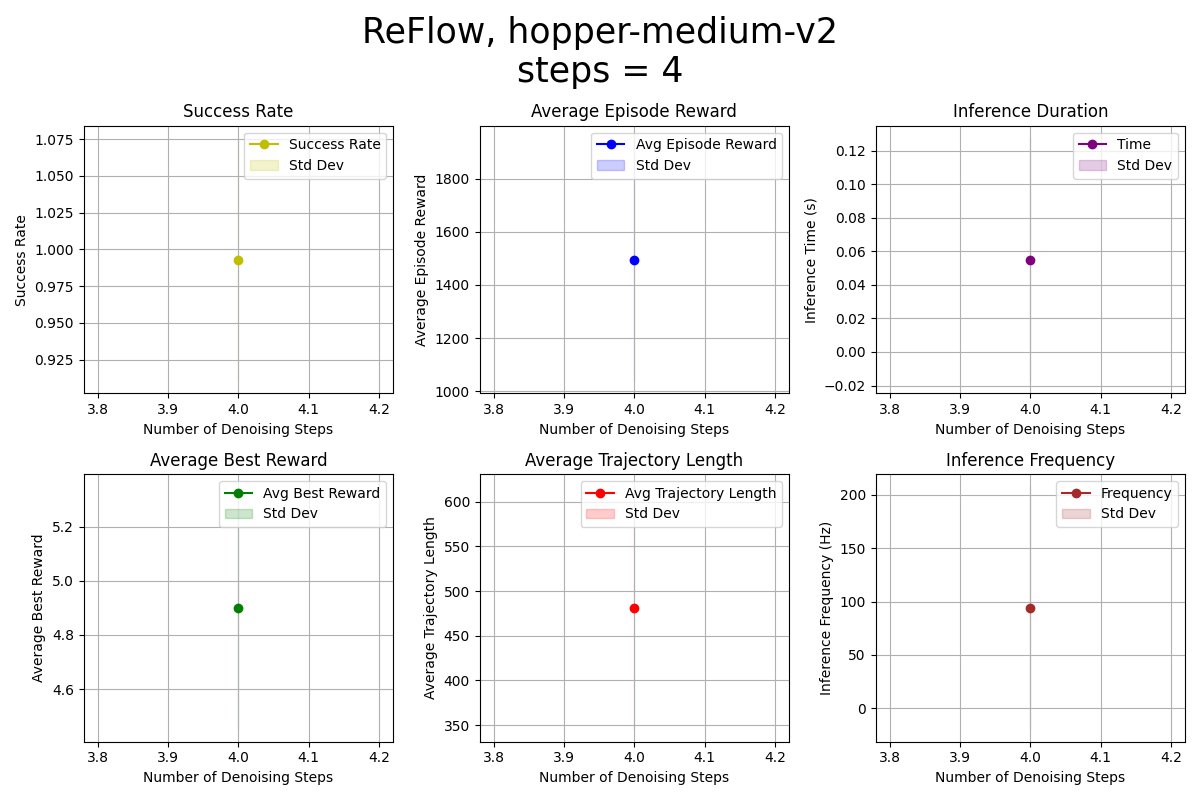 ReFlow, hopper-medium-v2
steps = 4
Success Rate
Success Rate
Std Dev
1.075
1.050
1.025
1.000
0.975
0.950
0.925
Success Rate
3.8 3.9 4.0 4.1 4.2
Number of Denoising Steps
Average Episode Reward
Avg Episode Reward
Std Dev
1800
1600
1400
1200
1000
Average Episode Reward
3.8 3.9 4.0 4.1 4.2
Number of Denoising Steps
Inference Duration
Time
Std Dev
0.12
0.10
0.08
0.06
0.04
0.02
0.00
−0.02
Inference Time (s)
3.8 3.9 4.0 4.1 4.2
Number of Denoising Steps
Average Best Reward
Avg Best Reward
Std Dev
5.2
5.0
4.8
4.6
Average Best Reward
3.8 3.9 4.0 4.1 4.2
Number of Denoising Steps
Average Trajectory Length
Avg Trajectory Length
Std Dev
600
550
500
450
400
350
Average Trajectory Length
3.8 3.9 4.0 4.1 4.2
Number of Denoising Steps
Inference Frequency
Frequency
Std Dev
200
150
100
50
0
Inference Frequency (Hz)
3.8 3.9 4.0 4.1 4.2
Number of Denoising Steps